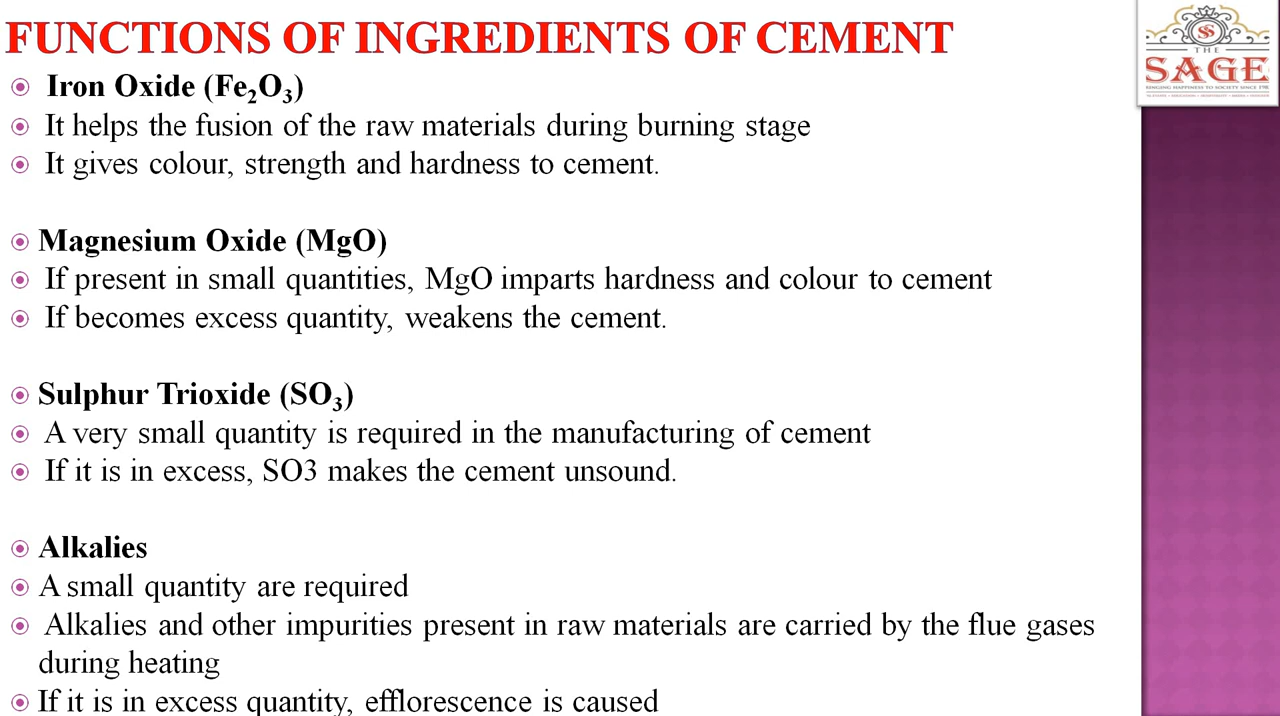 FUNCTIONS OF INGREDIENTS OF CEMENT
THE
SAGE
Iron Oxide (Fe₂O₃)
It helps the fusion of the raw materials during burning stage
It gives colour, strength and hardness to cement.
Magnesium Oxide (MgO)
If present in small quantities, MgO imparts hardness and colour to cement
If becomes excess quantity, weakens the cement.
Sulphur Trioxide (SO₃)
A very small quantity is required in the manufacturing of cement
If it is in excess, SO3 makes the cement unsound.
Alkalies
A small quantity are required
Alkalies and other impurities present in raw materials are carried by the flue gases
during heating
If it is in excess quantity, efflorescence is caused